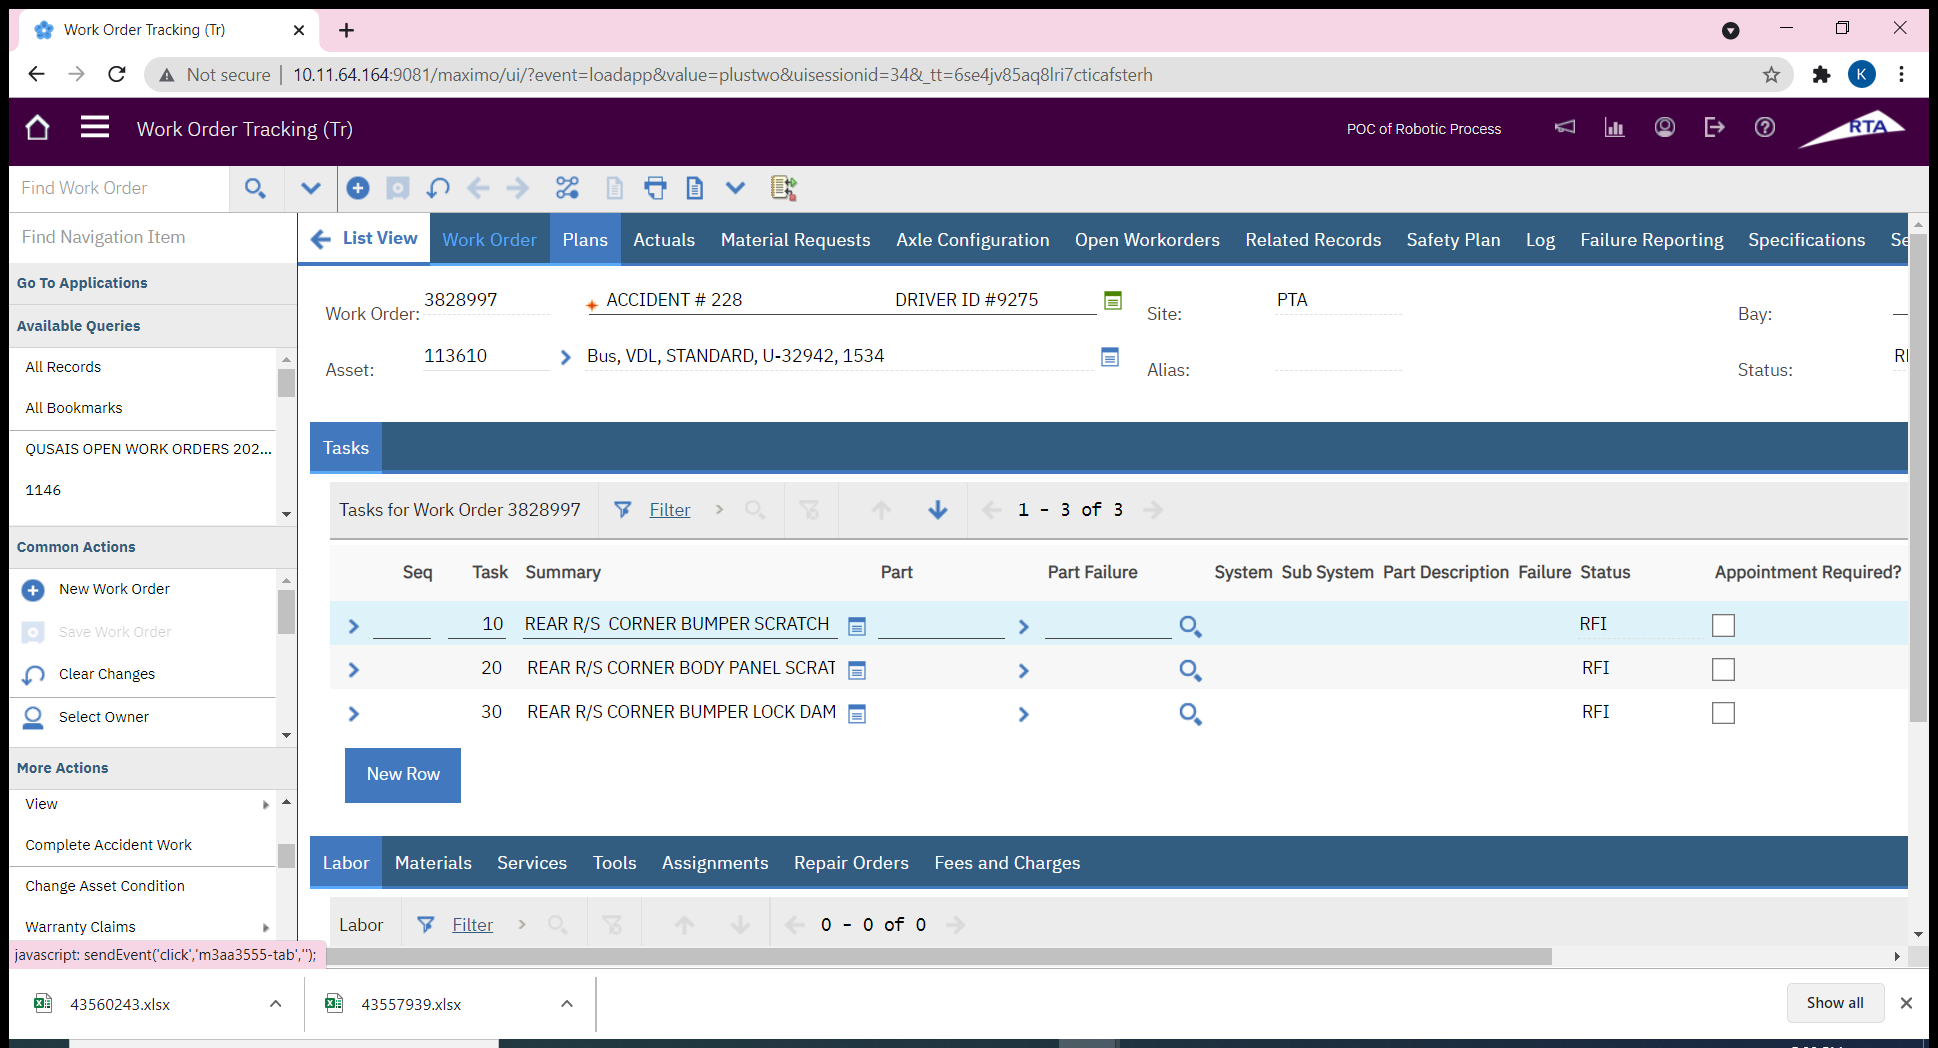 Work Order Tracking (Tr)
Not secure | 10.11.64.164:9081/maximo/ui/?event=loadapp&value=plustwo&uisessionid=34&_tt=6se4jv85aq8lri7cticafsterh
K
Work Order Tracking (Tr)
POC of Robotic Process
RTA
Find Work Order
Find Navigation Item
List View Work Order Plans Actuals Material Requests Axle Configuration Open Workorders Related Records Safety Plan Log Failure Reporting Specifications Se
Go To Applications
Available Queries
All Records
All Bookmarks
QUSAIS OPEN WORK ORDERS 202...
1146
Common Actions
New Work Order
Save Work Order
Clear Changes
Select Owner
More Actions
View
Complete Accident Work
Change Asset Condition
Warranty Claims
Work Order: 3828997 ACCIDENT # 228 DRIVER ID #9275 Site: PTA Bay:
Asset: 113610 Bus, VDL, STANDARD, U-32942, 1534 Alias: Status:
Tasks
Tasks for Work Order 3828997 Filter 1 - 3 of 3
Seq Task Summary Part Part Failure System Sub System Part Description Failure Status Appointment Required?
10 REAR R/S CORNER BUMPER SCRATCH RFI
20 REAR R/S CORNER BODY PANEL SCRAT RFI
30 REAR R/S CORNER BUMPER LOCK DAM RFI
New Row
Labor Materials Services Tools Assignments Repair Orders Fees and Charges
Labor Filter 0 - 0 of 0
javascript: sendEvent('click','m3aa3555-tab','');
43560243.xlsx
43557939.xlsx
Show all